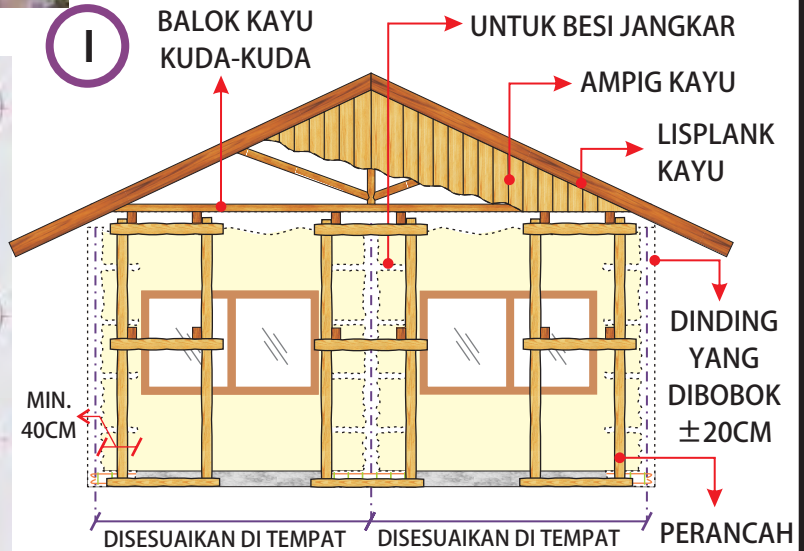 I
BALOK KAYU
KUDA-KUDA
UNTUK BESI JANGKAR
AMPIG KAYU
LISPLANK
KAYU
DINDING
YANG
DIBOBOK
±20CM
MIN.
40CM
DISESUAIKAN DI TEMPAT
DISESUAIKAN DI TEMPAT
PERANCAH